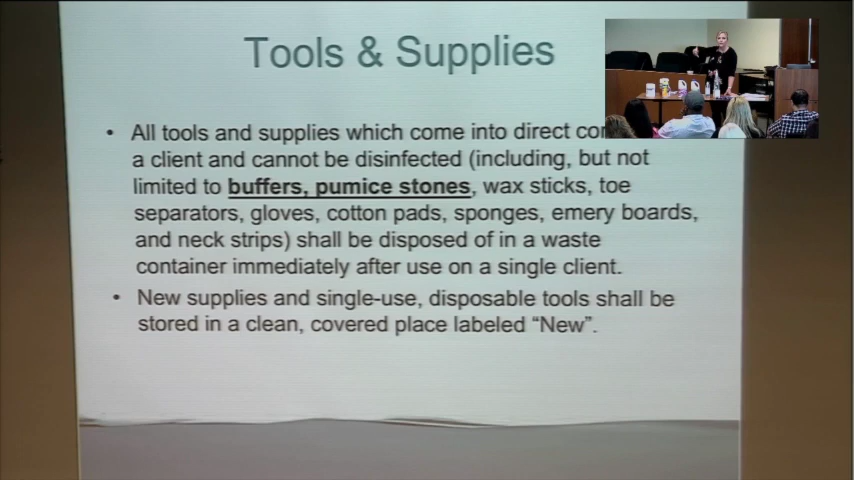 Tools & Supplies
• All tools and supplies which come into direct
a client and cannot be disinfected (including, but not
limited to buffers, pumice stones, wax sticks, toe
separators, gloves, cotton pads, sponges, emery boards,
and neck strips) shall be disposed of in a waste
container immediately after use on a single client.
• New supplies and single-use, disposable tools shall be
stored in a clean, covered place labeled “New”.